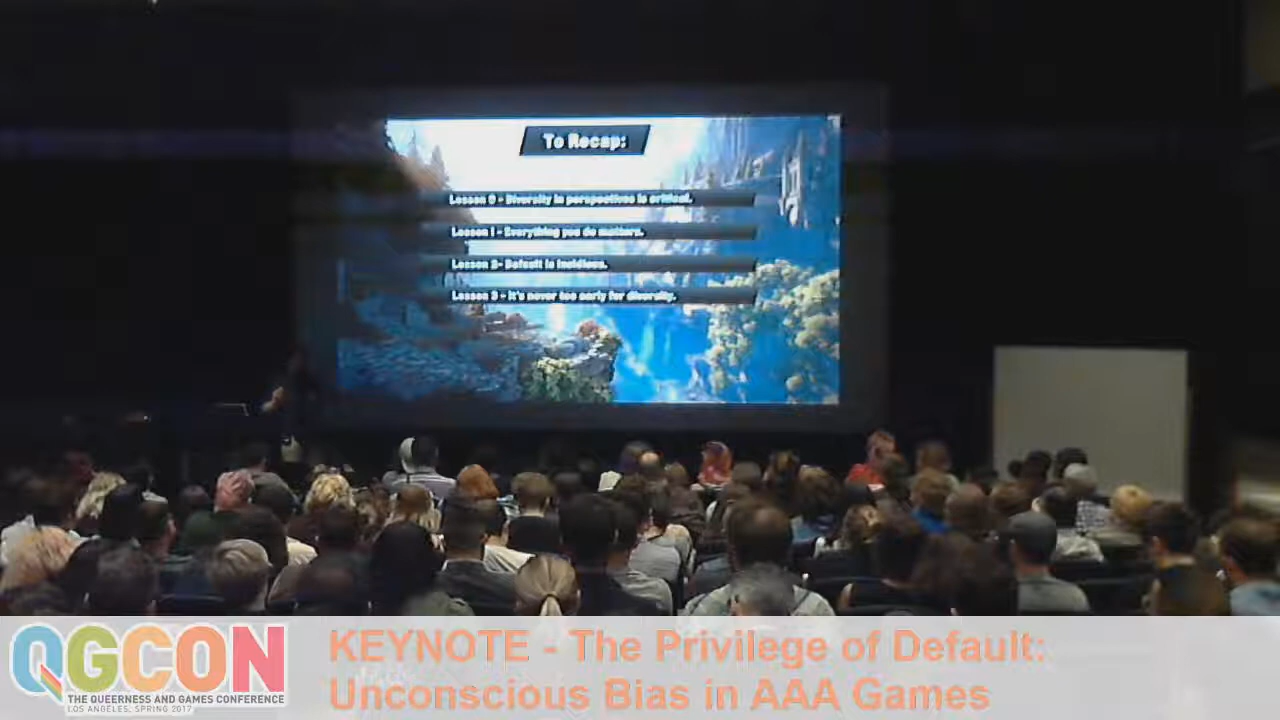 To Recap:
Lesson 0 - Diversity in perspectives is critical.
Lesson 1 - Everything you do matters.
Lesson 2- Default is insidious.
Lesson 3 - It's never too early for diversity.
QGCON
THE QUEERNESS AND GAMES CONFERENCE
LOS ANGELES, SPRING 2017
KEYNOTE - The Privilege of Default:
Unconscious Bias in AAA Games